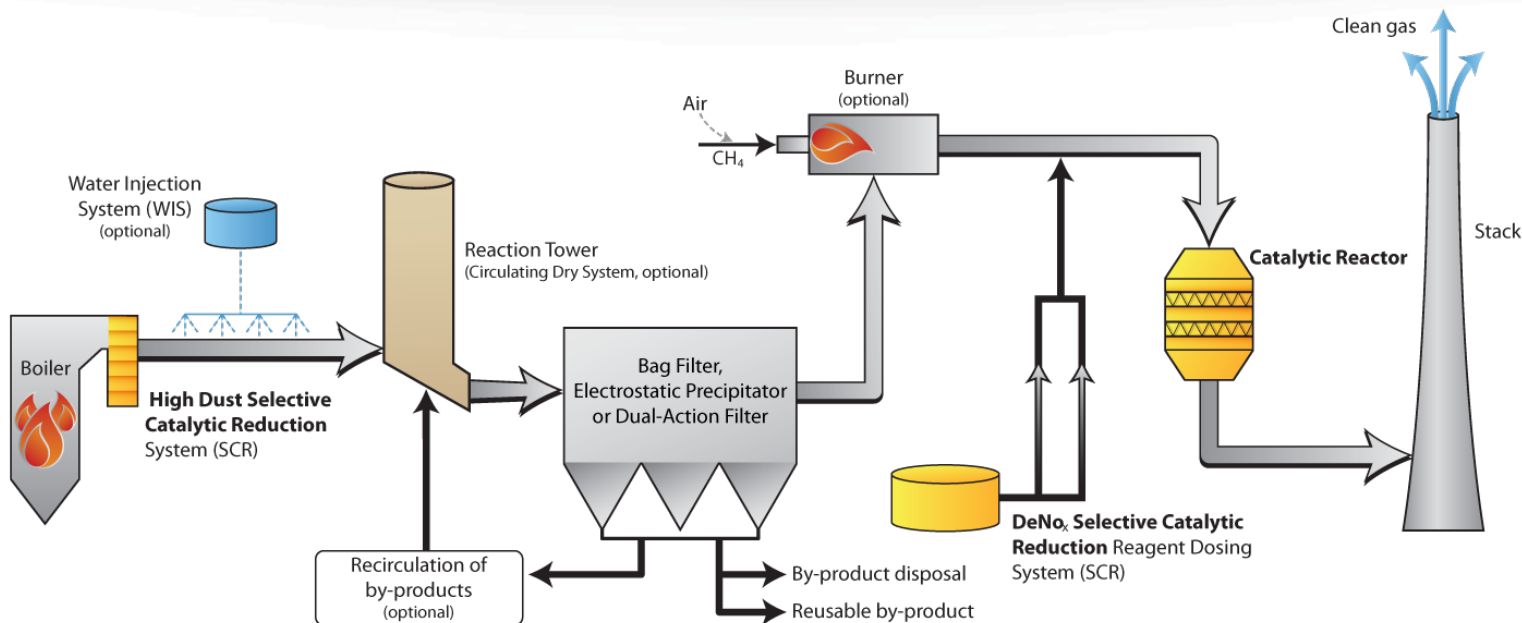 Clean gas
Burner
(optional)
Air
CH₄
Water Injection
System (WIS)
(optional)
Reaction Tower
(Circulating Dry System, optional)
Stack
Catalytic Reactor
Boiler
High Dust Selective
Catalytic Reduction
System (SCR)
Bag Filter,
Electrostatic Precipitator
or Dual-Action Filter
DeNoₓ Selective Catalytic
Reduction Reagent Dosing
System (SCR)
Recirculation of
by-products
(optional)
By-product disposal
Reusable by-product